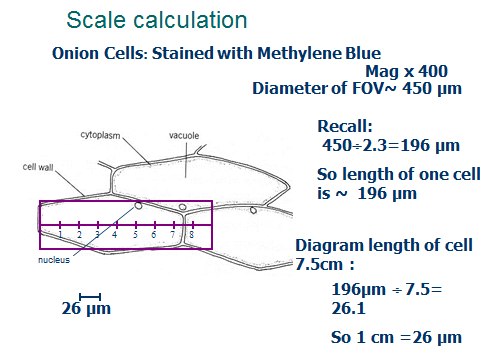 Scale calculation
Onion Cells: Stained with Methylene Blue
Mag x 400
Diameter of FOV~ 450 µm
Recall:
450÷2.3=196 µm
So length of one cell
is ~ 196 µm
cytoplasm
vacuole
cell wall
1 2 3 4 5 6 7 8
nucleus
Diagram length of cell
7.5cm :
196µm ÷ 7.5=
26.1
So 1 cm =26 µm
26 µm